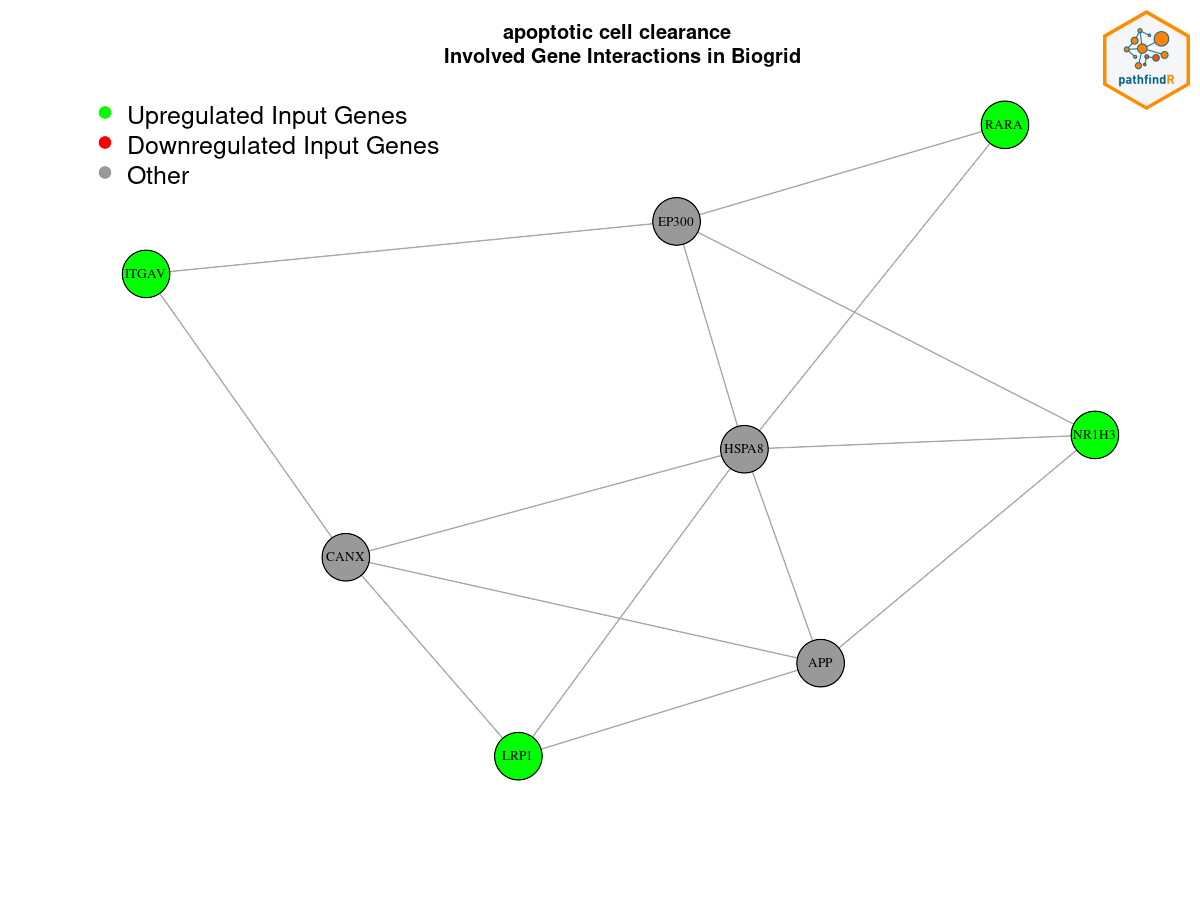 apoptotic cell clearance
Involved Gene Interactions in Biogrid
pathfindR
Upregulated Input Genes
Downregulated Input Genes
Other
RARA
EP300
ITGAV
NR1H3
HSPA8
CANX
APP
LRP1